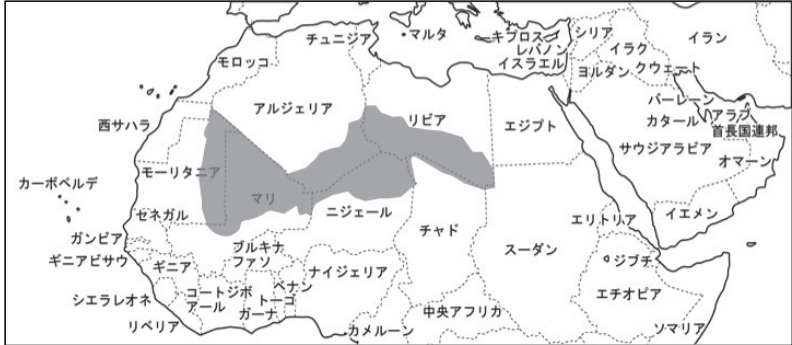 チュニジア
マルタ
キプロス
シリア
レバノン
イラク
イラン
モロッコ
イスラエル
ヨルダン
クウェート
アルジェリア
リビア
エジプト
バーレーン
西サハラ
カタール
アラブ
首長国連邦
サウジアラビア
オマーン
モーリタニア
マリ
カーボベルデ
ニジェール
セネガル
チャド
エリトリア
イエメン
ガンビア
ブルキナ
ファソ
スーダン
ギニアビサウ
ギニア
ナイジェリア
ジブチ
ベナン
コートジボ
アール
トーゴ
エチオピア
シエラレオネ
ガーナ
中央アフリカ
リベリア
カメルーン
ソマリア